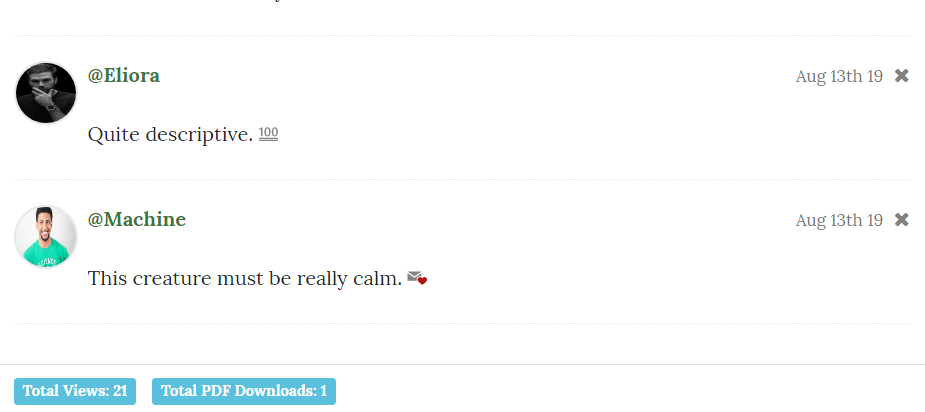 @Eliora
Aug 13th 19 ✖
Quite descriptive. 💯
@Machine
Aug 13th 19 ✖
This creature must be really calm.
Total Views: 21
Total PDF Downloads: 1